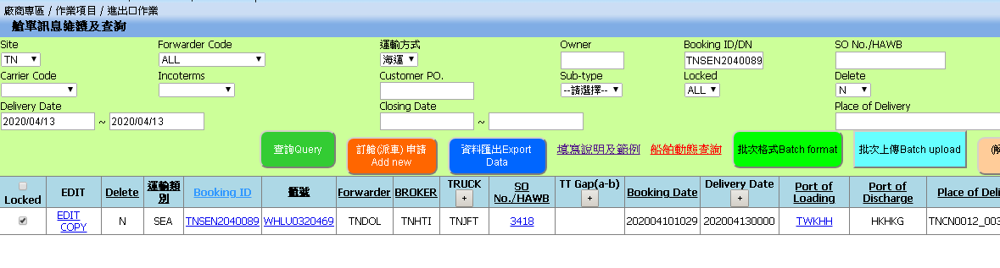 廠商專區 / 作業項目 / 進出口作業
艙單訊息維護及查詢
Site Forwarder Code 運輸方式 Owner Booking ID/DN SO No./HAWB
TN ALL 海運 TNSEN2040089
Carrier Code Incoterms Customer PO. Sub-type Locked Delete
--請選擇-- ALL N
Delivery Date Closing Date Place of Delivery
2020/04/13 ~ 2020/04/13 ~
查詢Query 訂艙(派車) 申請 Add new 資料匯出Export Data 填寫說明及範例 船舶動態查詢 批次格式Batch format 批次上傳Batch upload
Locked EDIT Delete 運輸類別 Booking ID 櫃號 Forwarder BROKER TRUCK + SO No./HAWB TT Gap(a-b) + Booking Date Delivery Date + Port of Loading Port of Discharge Place of Deli
EDIT COPY N SEA TNSEN2040089 WHLU0320469 TNDOL TNHTI TNJFT 3418 202004101029 202004130000 TWKHH HKHKG TNCN0012_003